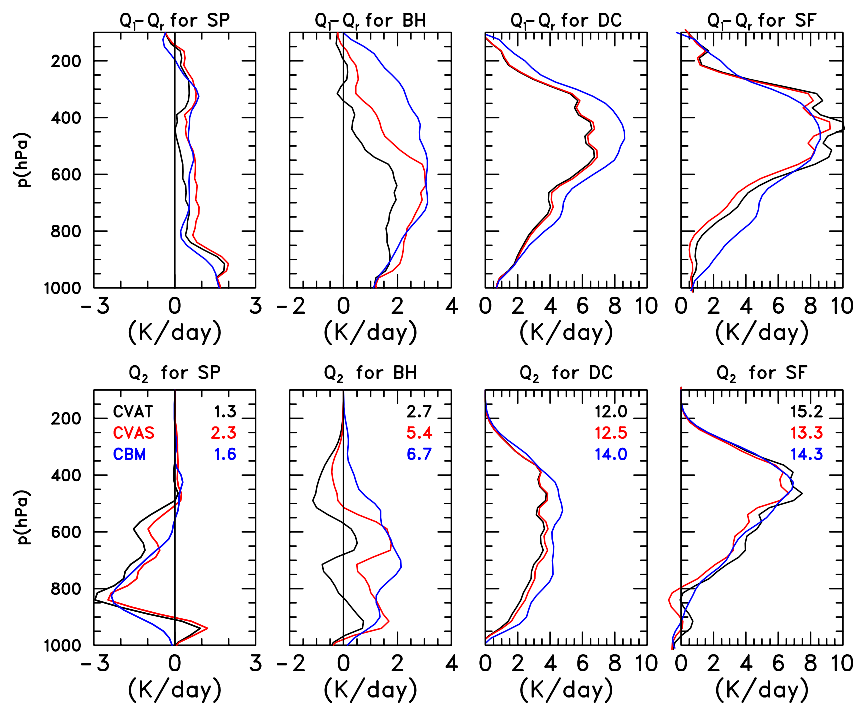 Q₁−Qᵣ for SP
Q₁−Qᵣ for BH
Q₁−Qᵣ for DC
Q₁−Qᵣ for SF
p(hPa)
200
400
600
800
1000
−3 0 3
−2 0 2 4
0 2 4 6 8 10
0 2 4 6 8 10
(K/day)
(K/day)
(K/day)
(K/day)
Q₂ for SP
Q₂ for BH
Q₂ for DC
Q₂ for SF
p(hPa)
200
400
600
800
1000
CVAT 1.3
CVAS 2.3
CBM 1.6
2.7
5.4
6.7
12.0
12.5
14.0
15.2
13.3
14.3
−3 0 3
−2 0 2 4
0 2 4 6 8 10
0 2 4 6 8 10
(K/day)
(K/day)
(K/day)
(K/day)